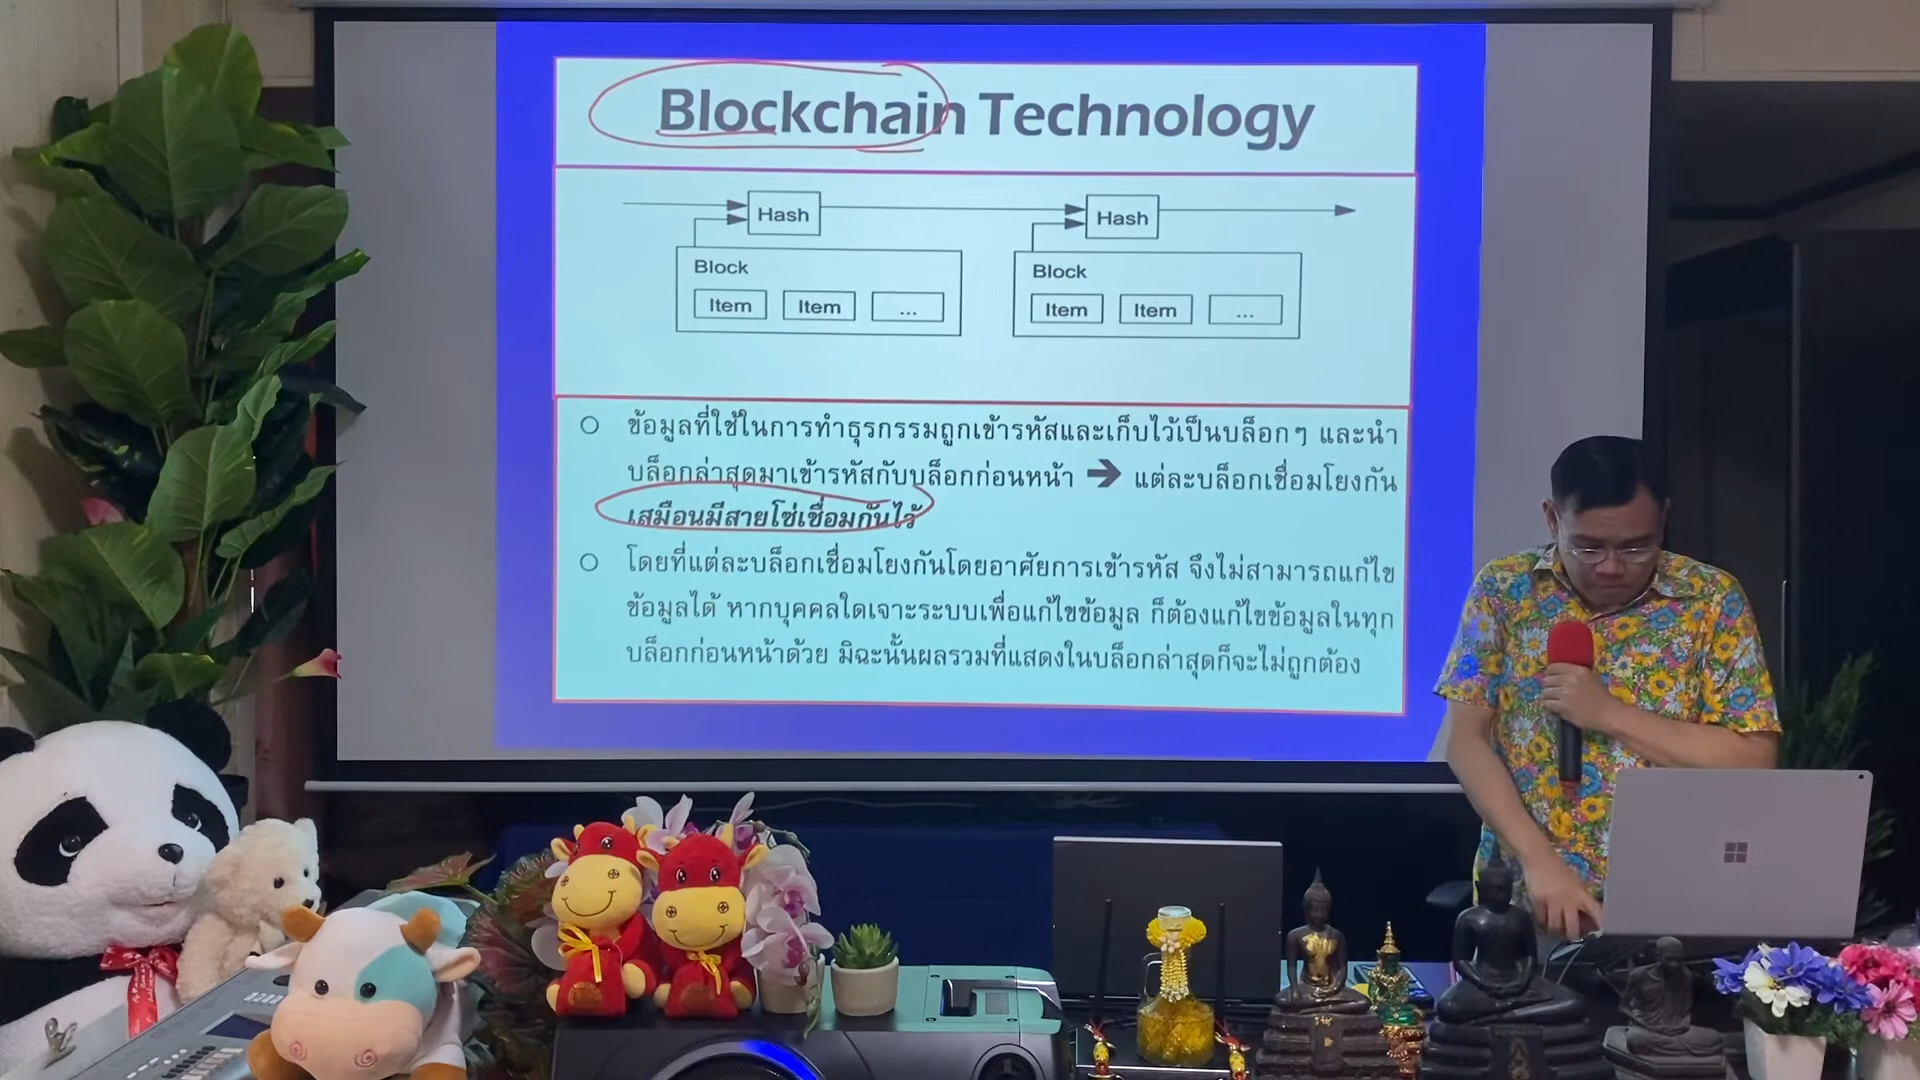 Blockchain Technology
Hash
Hash
Block
Block
Item
Item
...
Item
Item
...
ข้อมูลที่ใช้ในการทำธุรกรรมถูกเข้ารหัสและเก็บไว้เป็นบล็อกๆ และนำ
บล็อกล่าสุดมาเข้ารหัสกับบล็อกก่อนหน้า ➔ แต่ละบล็อกเชื่อมโยงกัน
เสมือนมีสายโซ่เชื่อมกันไว้
โดยที่แต่ละบล็อกเชื่อมโยงกันโดยอาศัยการเข้ารหัส จึงไม่สามารถแก้ไข
ข้อมูลได้ หากบุคคลใดเจาะระบบเพื่อแก้ไขข้อมูล ก็ต้องแก้ไขข้อมูลในทุก
บล็อกก่อนหน้าด้วย มิฉะนั้นผลรวมที่แสดงในบล็อกล่าสุดก็จะไม่ถูกต้อง